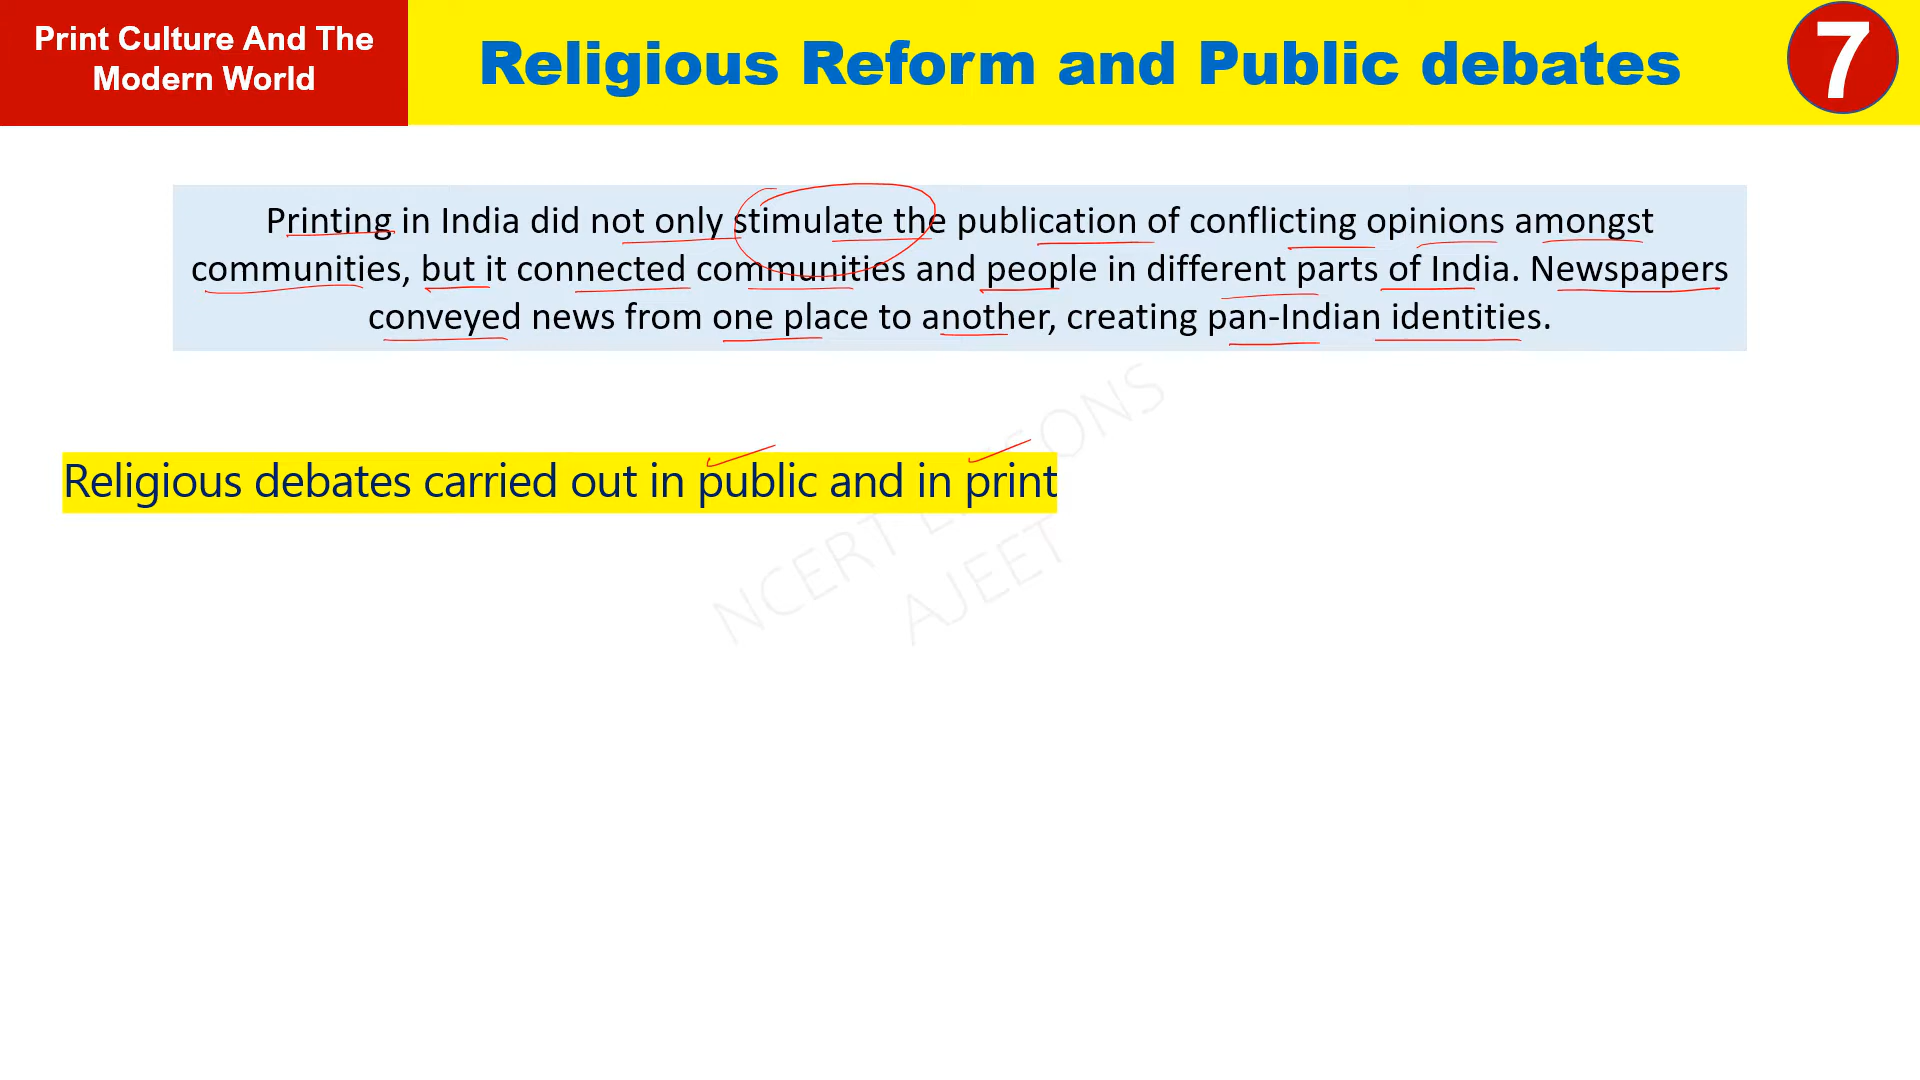 Print Culture And The
Modern World
Religious Reform and Public debates
7
Printing in India did not only stimulate the publication of conflicting opinions amongst
communities, but it connected communities and people in different parts of India. Newspapers
conveyed news from one place to another, creating pan-Indian identities.
Religious debates carried out in public and in print
NCERT LESSONS
AJEET